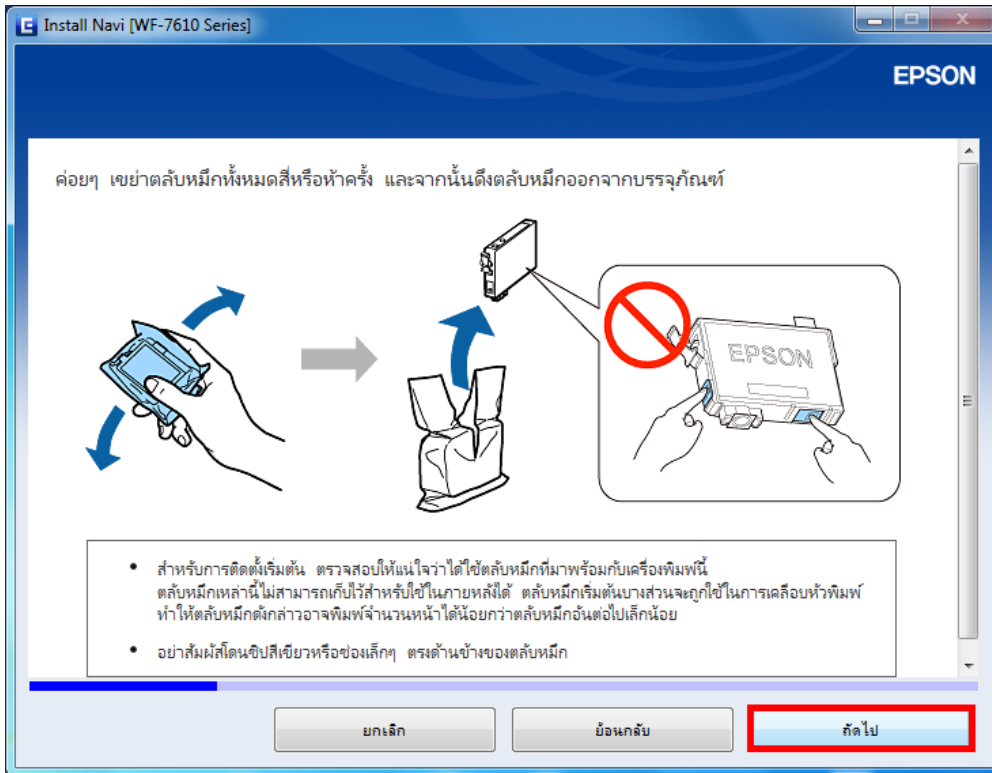 Install Navi [WF-7610 Series]
EPSON
ค่อยๆ เขย่าตลับหมึกทั้งหมดสี่หรือห้าครั้ง และจากนั้นดึงตลับหมึกออกจากบรรจุภัณฑ์
EPSON
• สำหรับการติดตั้งเริ่มต้น ตรวจสอบให้แน่ใจว่าได้ใช้ตลับหมึกที่มาพร้อมกับเครื่องพิมพ์นี้
ตลับหมึกเหล่านี้ไม่สามารถเก็บไว้สำหรับใช้ในภายหลังได้ ตลับหมึกเริ่มต้นบางส่วนจะถูกใช้ในการเคลือบหัวพิมพ์
ทำให้ตลับหมึกดังกล่าวอาจพิมพ์จำนวนหน้าได้น้อยกว่าตลับหมึกอันต่อไปเล็กน้อย
• อย่าสัมผัสโดนชิปสีเขียวหรือช่องเล็กๆ ตรงด้านข้างของตลับหมึก
ยกเลิก
ย้อนกลับ
ถัดไป